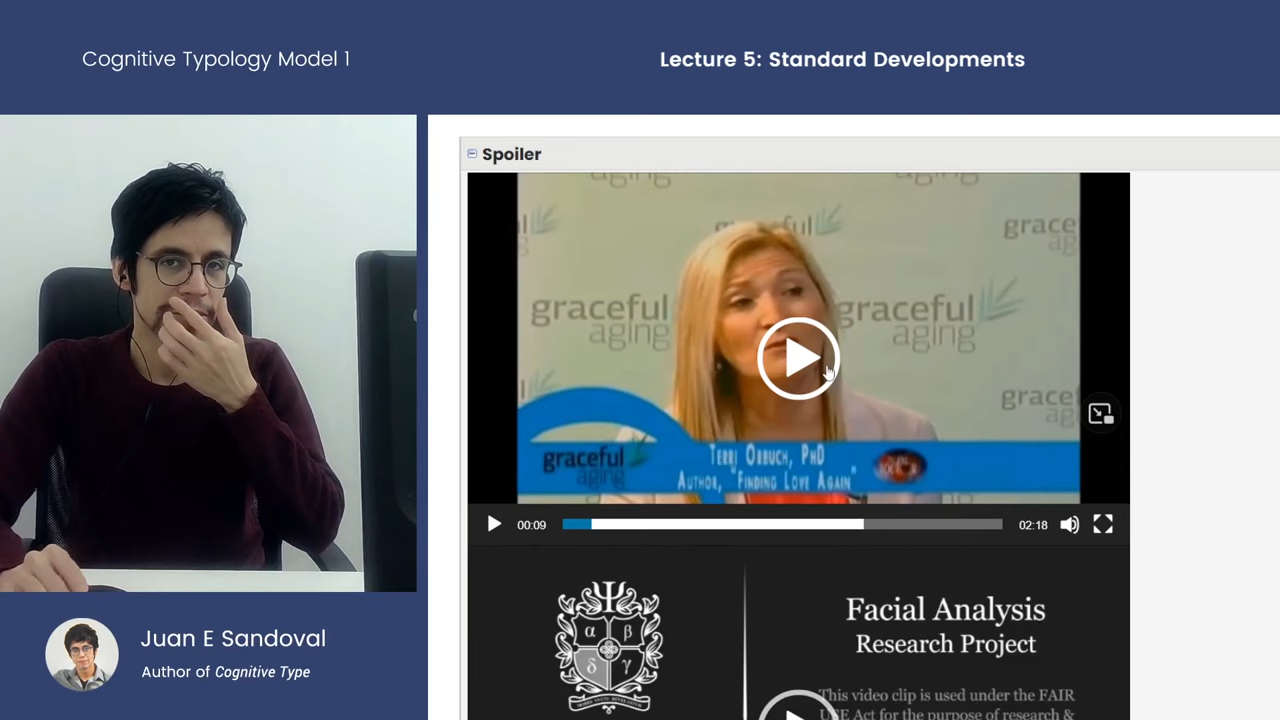 Cognitive Typology Model 1
Lecture 5: Standard Developments
Spoiler
aging
aging
graceful
aging
graceful
aging
graceful
aging
graceful
aging
TERRI ORBUCH, PHD
AUTHOR, "FINDING LOVE AGAIN"
00:09
02:18
α β
δ γ
Facial Analysis
Research Project
This video clip is used under the FAIR
USE Act for the purpose of research &
Juan E Sandoval
Author of Cognitive Type